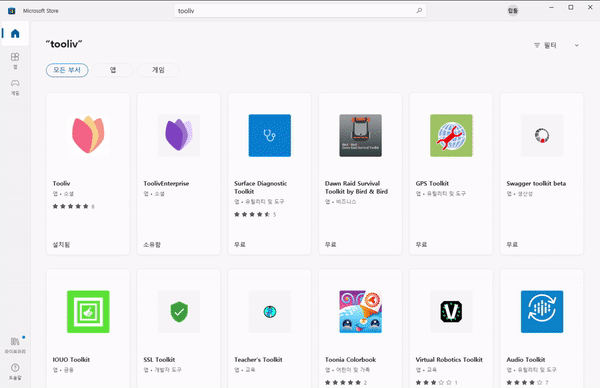 Microsoft Store
tooliv
립톨
"tooliv"
필터
모든 부서
앱
게임
앱
게임
Tooliv
앱 • 소셜
6
설치됨
ToolivEnterprise
앱 • 소셜
소유함
Surface Diagnostic
Toolkit
앱 • 유틸리티 및 도구
5
무료
Dawn Raid Survival
Toolkit by Bird & Bird
앱 • 비즈니스
무료
GPS Toolkit
앱 • 유틸리티 및 도구
무료
Swagger toolkit beta
앱 • 생산성
무료
IOUO Toolkit
앱 • 금융
SSL Toolkit
앱 • 개발자 도구
Teacher's Toolkit
앱 • 교육
Toonia Colorbook
앱 • 어린이 및 가족
2
Virtual Robotics Toolkit
앱 • 교육
1
Audio Toolkit
앱 • 유틸리티 및 도구
7
라이브러리
도움말